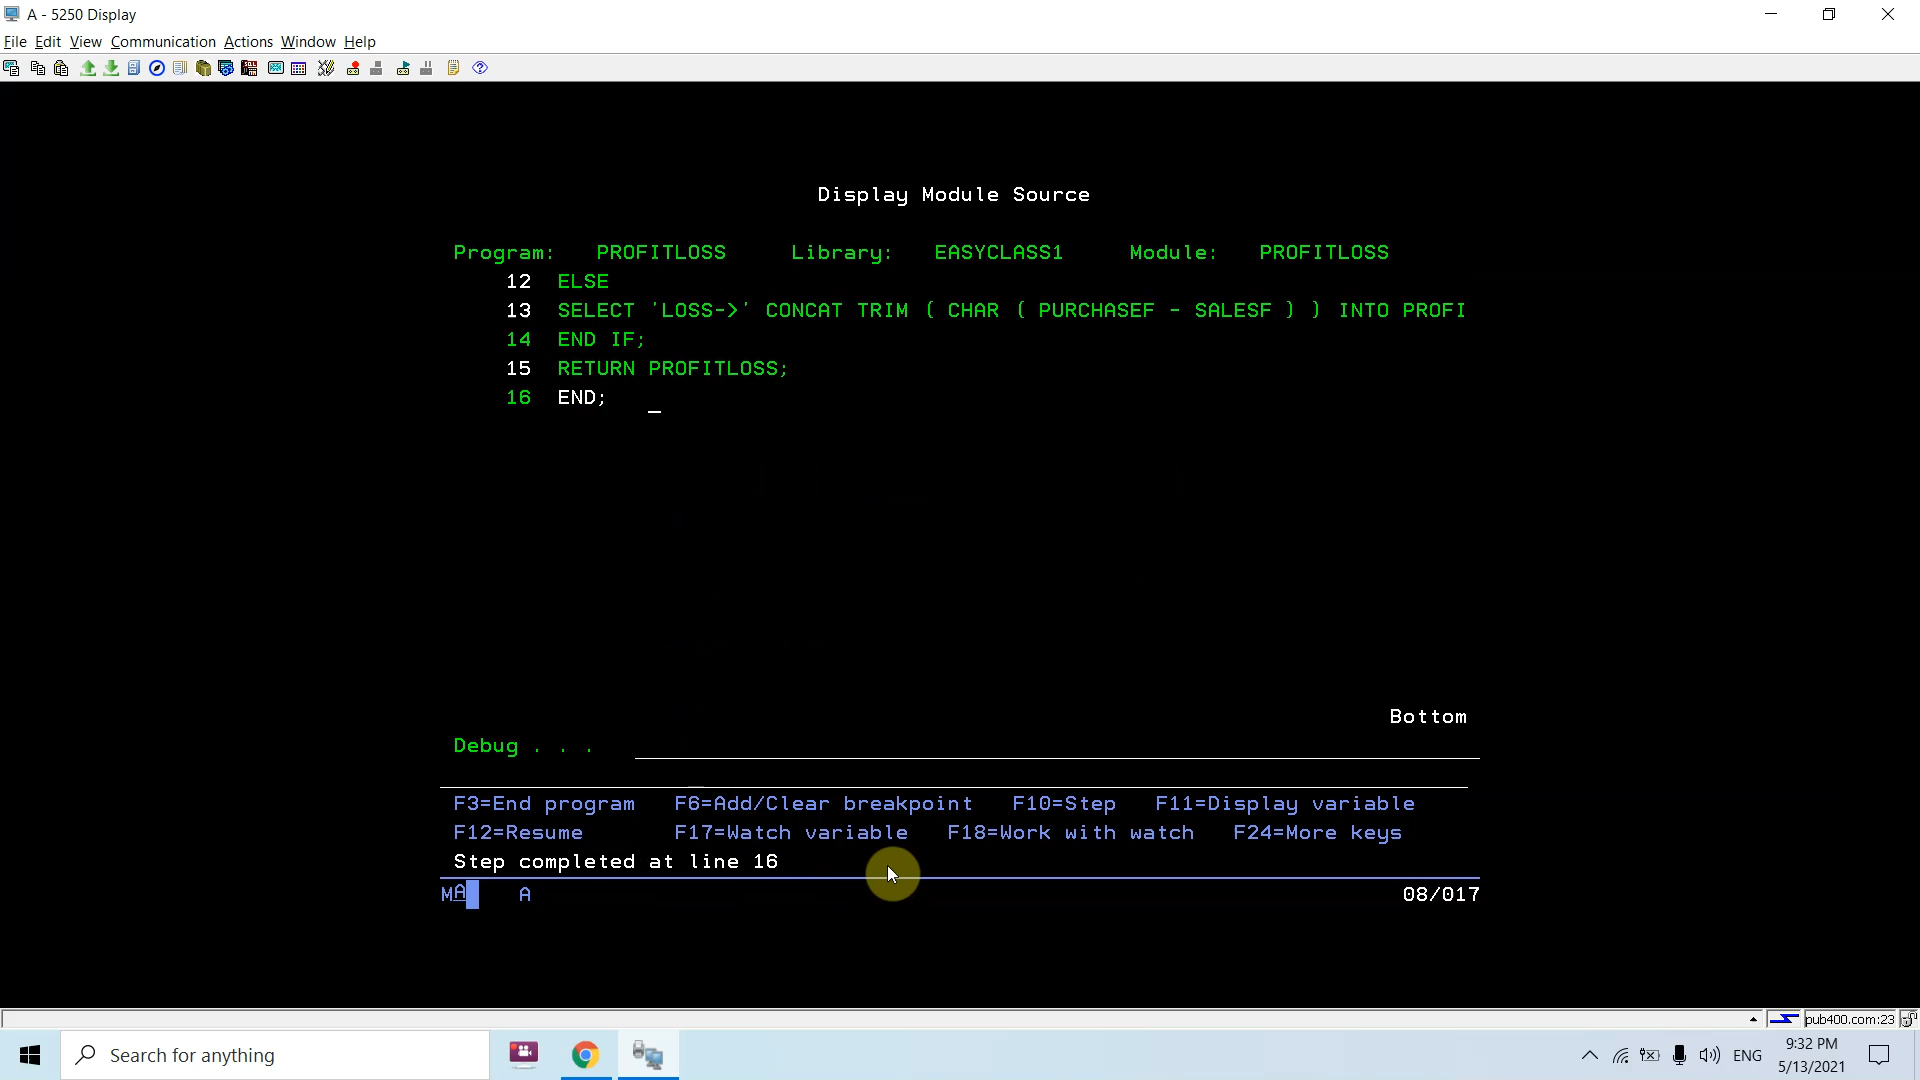 A - 5250 Display
File Edit View Communication Actions Window Help
Display Module Source
Program: PROFITLOSS Library: EASYCLASS1 Module: PROFITLOSS
12 ELSE
13 SELECT 'LOSS->' CONCAT TRIM ( CHAR ( PURCHASEF - SALESF ) ) INTO PROFI
14 END IF;
15 RETURN PROFITLOSS;
16 END; _
Bottom
Debug . . .
F3=End program F6=Add/Clear breakpoint F10=Step F11=Display variable
F12=Resume F17=Watch variable F18=Work with watch F24=More keys
Step completed at line 16
MA A 08/017
pub400.com:23
Search for anything
ENG
9:32 PM
5/13/2021